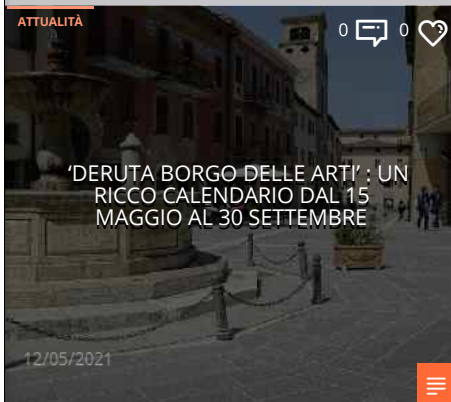 ATTUALITÀ
0 0
‘DERUTA BORGO DELLE ARTI’ : UN
RICCO CALENDARIO DAL 15
MAGGIO AL 30 SETTEMBRE
12/05/2021